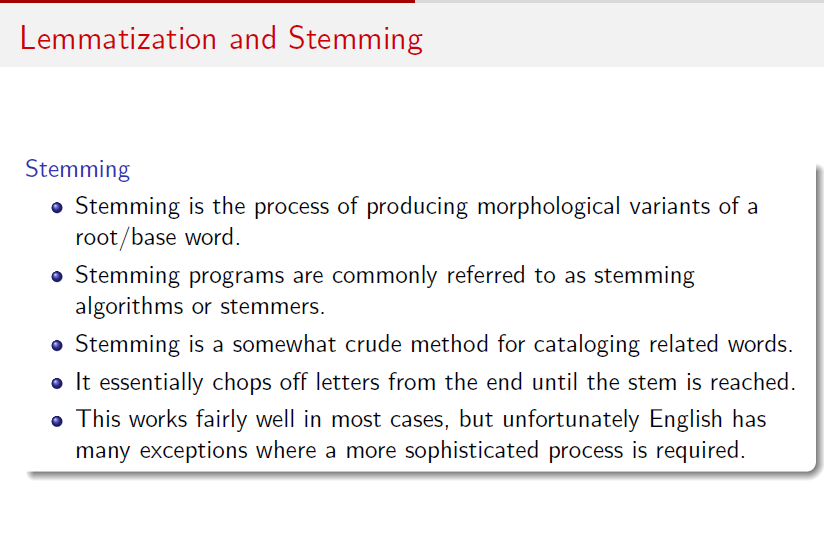 Lemmatization and Stemming
Stemming
Stemming is the process of producing morphological variants of a
root/base word.
Stemming programs are commonly referred to as stemming
algorithms or stemmers.
Stemming is a somewhat crude method for cataloging related words.
It essentially chops off letters from the end until the stem is reached.
This works fairly well in most cases, but unfortunately English has
many exceptions where a more sophisticated process is required.